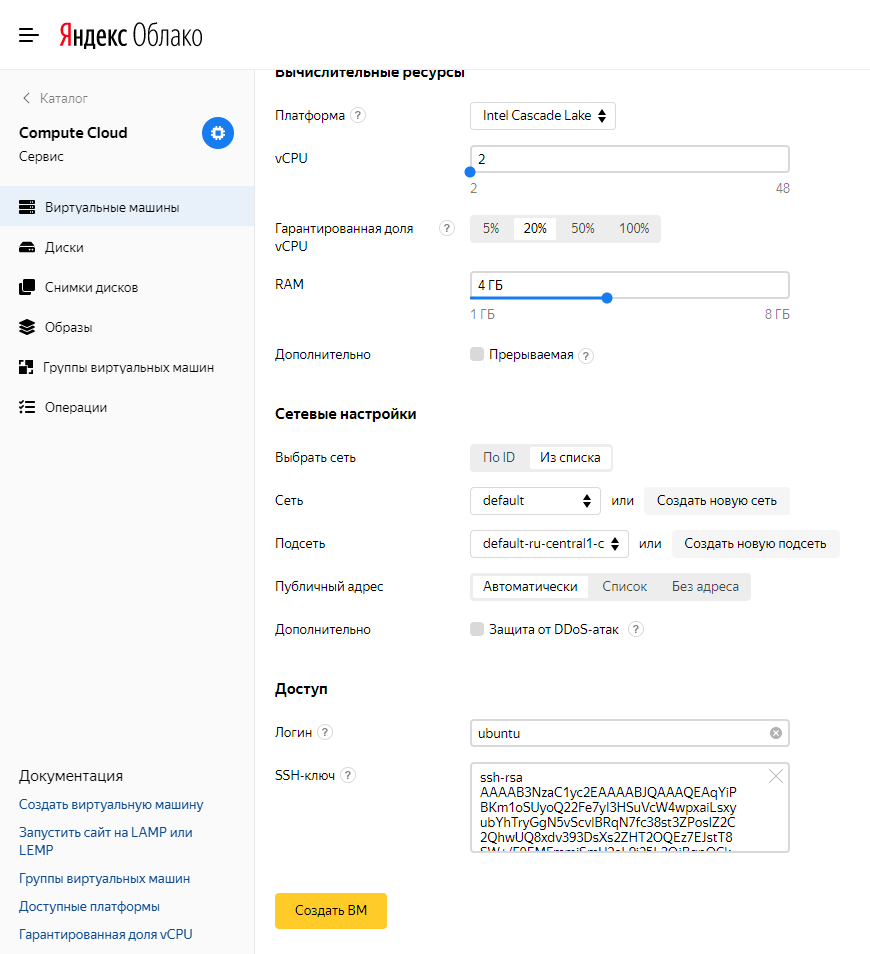 Яндекс Облако
Каталог
Compute Cloud
Сервис
Виртуальные машины
Диски
Снимки дисков
Образы
Группы виртуальных машин
Операции
Документация
Создать виртуальную машину
Запустить сайт на LAMP или
LEMP
Группы виртуальных машин
Доступные платформы
Гарантированная доля vCPU
Вычислительные ресурсы
Платформа ? Intel Cascade Lake
vCPU 2
2 48
Гарантированная доля ? 5% 20% 50% 100%
vCPU
RAM 4 ГБ
1 ГБ 8 ГБ
Дополнительно Прерываемая ?
Сетевые настройки
Выбрать сеть По ID Из списка
Сеть default или Создать новую сеть
Подсеть default-ru-central1-c или Создать новую подсеть
Публичный адрес Автоматически Список Без адреса
Дополнительно Защита от DDoS-атак ?
Доступ
Логин ? ubuntu
SSH-ключ ? ssh-rsa
AAAAB3NzaC1yc2EAAAABJQAAAQEAqYiP
BKm1oSUyoQ22Fe7yl3HSuVcW4wpxaiLsxy
ubYhTryGgN5vScvlBRqN7fc38st3ZPoslZ2C
2QhwUQ8xdv393DsXs2ZHT2OQEz7EJstT8
Создать ВМ